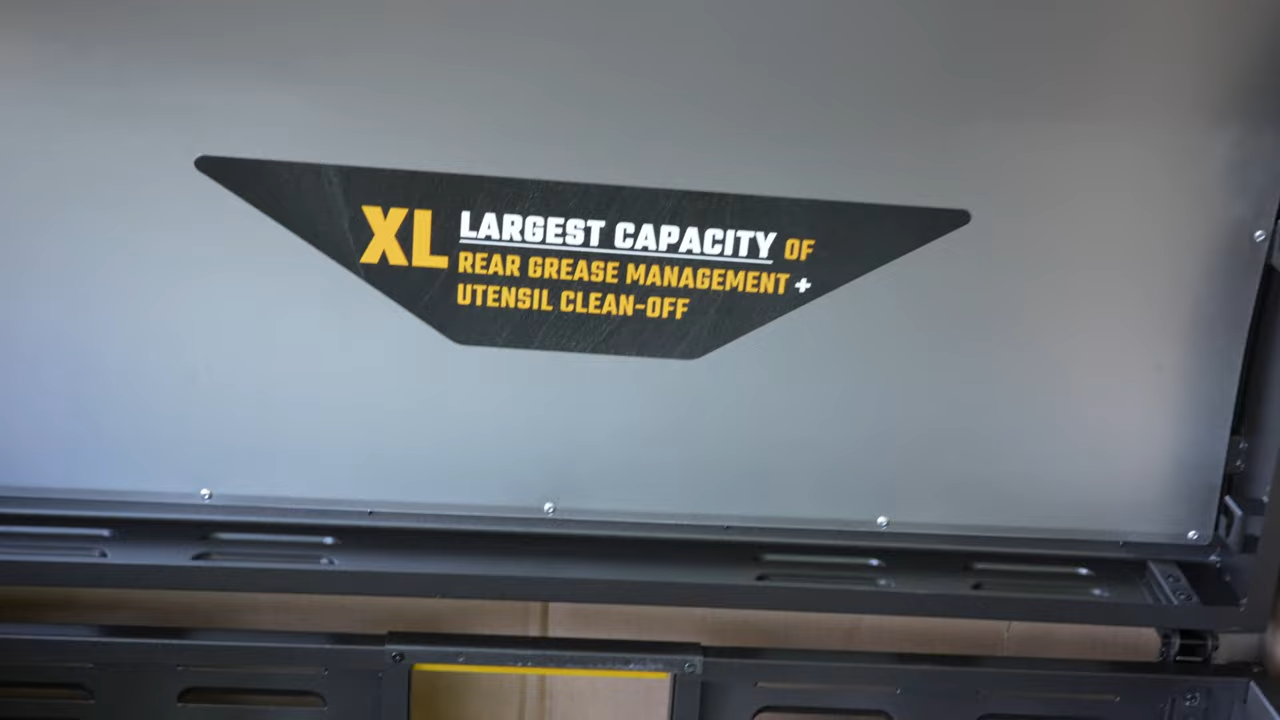 XL LARGEST CAPACITY OF
REAR GREASE MANAGEMENT +
UTENSIL CLEAN-OFF